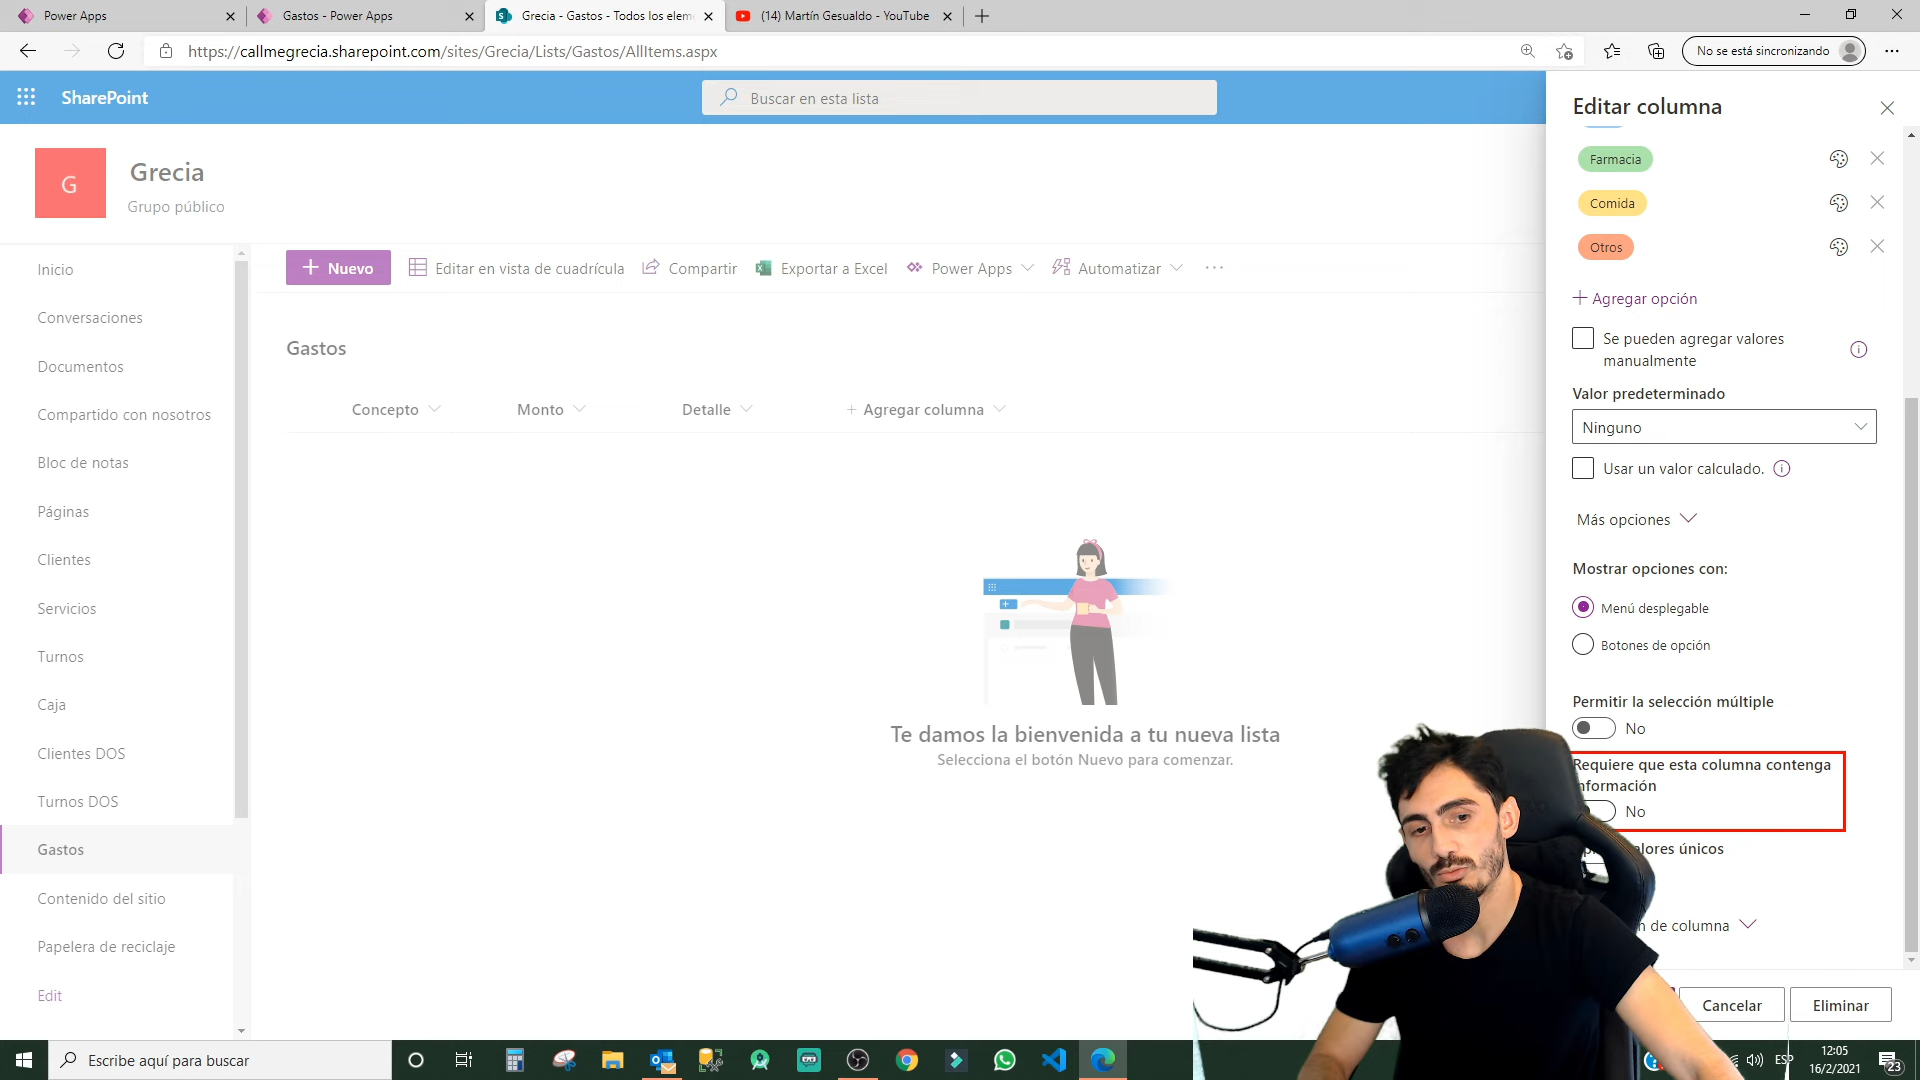 Power Apps
Gastos - Power Apps
Grecia - Gastos - Todos los elem
(14) Martín Gesualdo - YouTube
https://callmegrecia.sharepoint.com/sites/Grecia/Lists/Gastos/AllItems.aspx
No se está sincronizando
SharePoint
Buscar en esta lista
G
Grecia
Grupo público
Inicio
Conversaciones
Documentos
Compartido con nosotros
Bloc de notas
Páginas
Clientes
Servicios
Turnos
Caja
Clientes DOS
Turnos DOS
Gastos
Contenido del sitio
Papelera de reciclaje
Edit
Nuevo
Editar en vista de cuadrícula
Compartir
Exportar a Excel
Power Apps
Automatizar
Gastos
Concepto
Monto
Detalle
Agregar columna
Te damos la bienvenida a tu nueva lista
Selecciona el botón Nuevo para comenzar.
Editar columna
Farmacia
Comida
Otros
Agregar opción
Se pueden agregar valores
manualmente
Valor predeterminado
Ninguno
Usar un valor calculado.
Más opciones
Mostrar opciones con:
Menú desplegable
Botones de opción
Permitir la selección múltiple
No
Requiere que esta columna contenga
nformación
No
alores únicos
n de columna
Cancelar
Eliminar
Escribe aquí para buscar
ESP
12:05
16/2/2021
23